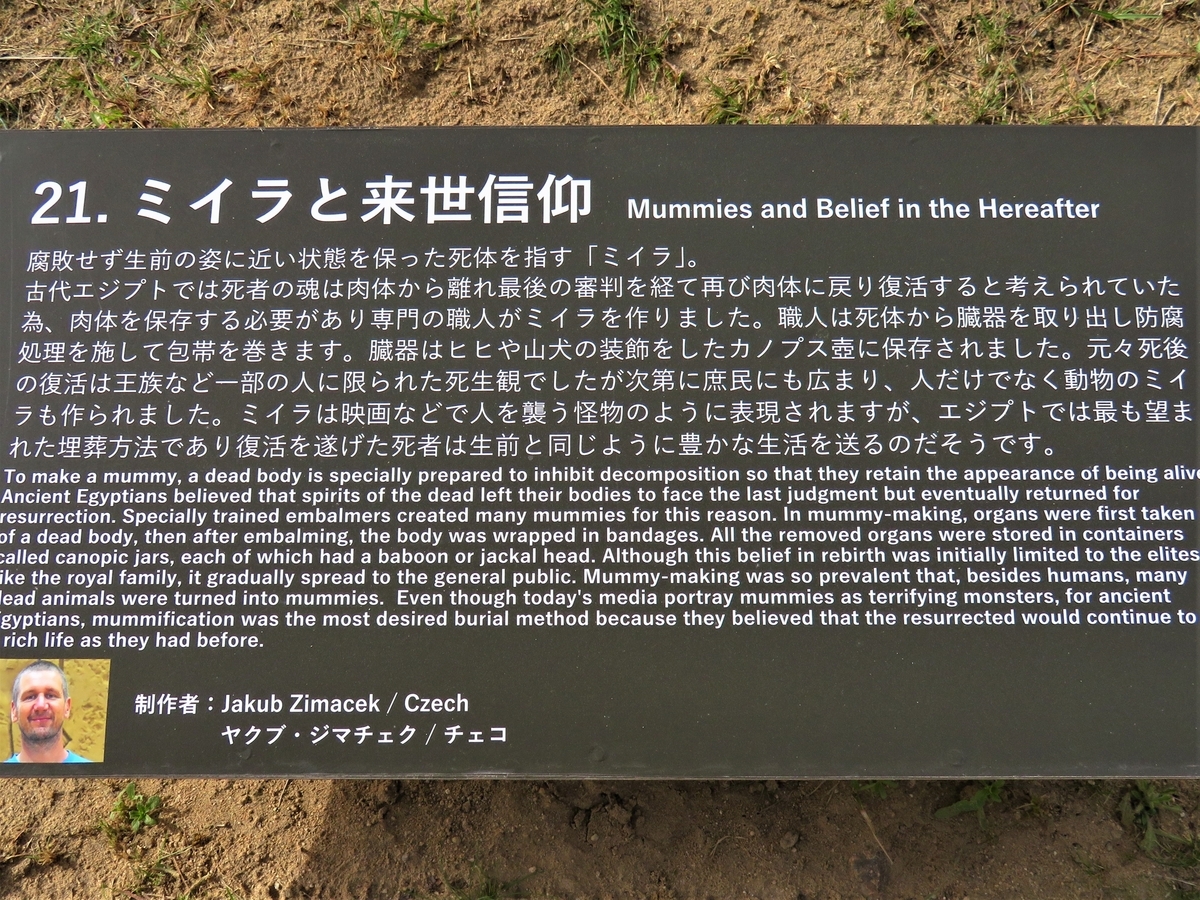 21. ミイラと来世信仰 Mummies and Belief in the Hereafter
腐敗せず生前の姿に近い状態を保った死体を指す「ミイラ」。
古代エジプトでは死者の魂は肉体から離れ最後の審判を経て再び肉体に戻り復活すると考えられていた
為、肉体を保存する必要があり専門の職人がミイラを作りました。職人は死体から臓器を取り出し防腐
処理を施して包帯を巻きます。臓器はヒヒや山犬の装飾をしたカノプス壺に保存されました。元々死後
の復活は王族など一部の人に限られた死生観でしたが次第に庶民にも広まり、人だけでなく動物のミイ
ラも作られました。ミイラは映画などで人を襲う怪物のように表現されますが、エジプトでは最も望ま
れた埋葬方法であり復活を遂げた死者は生前と同じように豊かな生活を送るのだそうです。
To make a mummy, a dead body is specially prepared to inhibit decomposition so that they retain the appearance of being alive
Ancient Egyptians believed that spirits of the dead left their bodies to face the last judgment but eventually returned for
resurrection. Specially trained embalmers created many mummies for this reason. In mummy-making, organs were first taken
of a dead body, then after embalming, the body was wrapped in bandages. All the removed organs were stored in containers
called canopic jars, each of which had a baboon or jackal head. Although this belief in rebirth was initially limited to the elites
ike the royal family, it gradually spread to the general public. Mummy-making was so prevalent that, besides humans, many
lead animals were turned into mummies. Even though today's media portray mummies as terrifying monsters, for ancient
gyptians, mummification was the most desired burial method because they believed that the resurrected would continue to
rich life as they had before.
制作者：Jakub Zimacek / Czech
ヤクブ・ジマチェク / チェコ